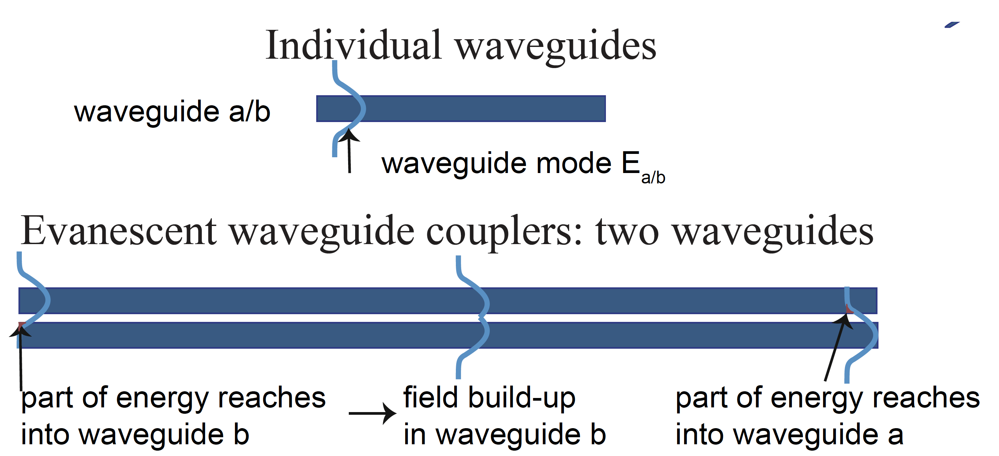 Individual waveguides
waveguide a/b
waveguide mode Ea/b
Evanescent waveguide couplers: two waveguides
part of energy reaches
into waveguide b
field build-up
in waveguide b
part of energy reaches
into waveguide a